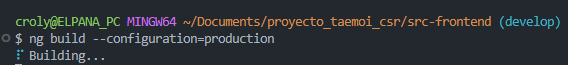 croly@ELPANA_PC MINGW64 ~/Documents/proyecto_taemoi_csr/src-frontend (develop)
$ ng build --configuration=production
⠏ Building...